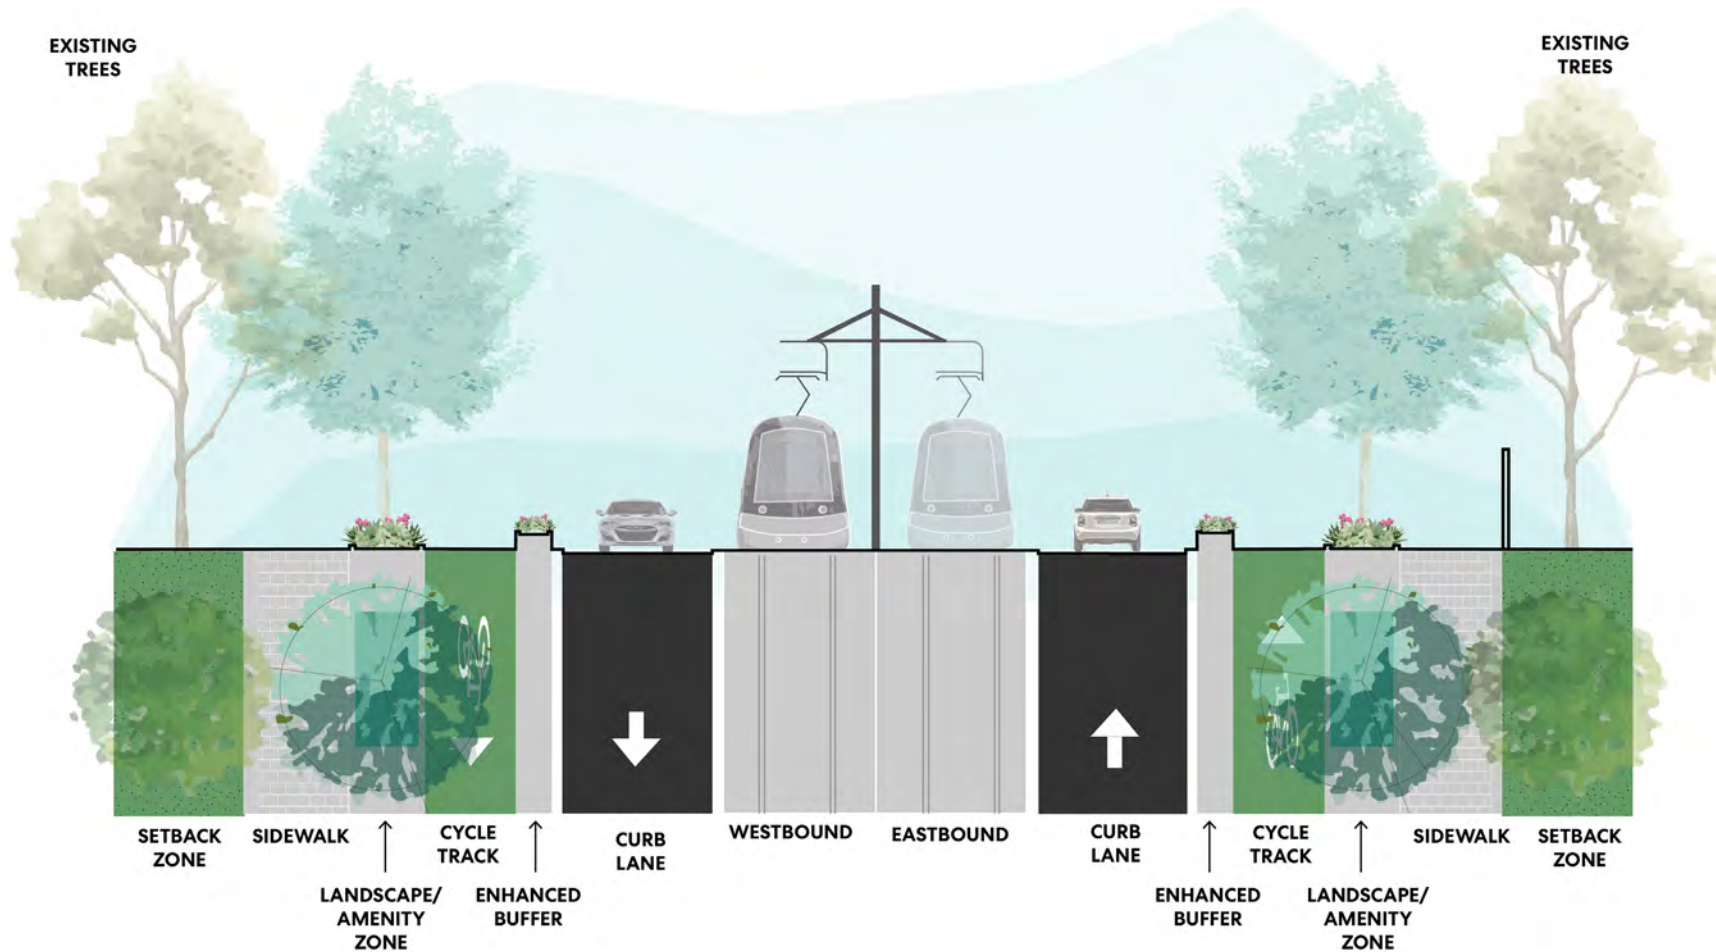 EXISTING
TREES
EXISTING
TREES
SETBACK
ZONE
SIDEWALK
LANDSCAPE/
AMENITY
ZONE
CYCLE
TRACK
ENHANCED
BUFFER
CURB
LANE
WESTBOUND
EASTBOUND
CURB
LANE
ENHANCED
BUFFER
CYCLE
TRACK
LANDSCAPE/
AMENITY
ZONE
SIDEWALK
SETBACK
ZONE